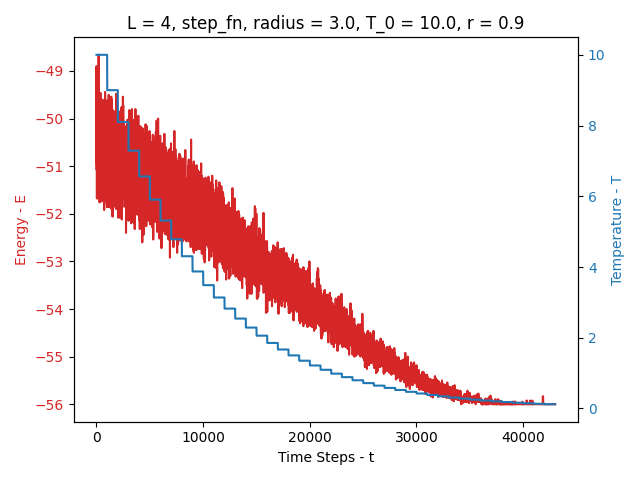 L = 4, step_fn, radius = 3.0, T_0 = 10.0, r = 0.9
−49
−50
−51
−52
−53
−54
−55
−56
Energy - E
10
8
6
4
2
0
Temperature - T
0 10000 20000 30000 40000
Time Steps - t